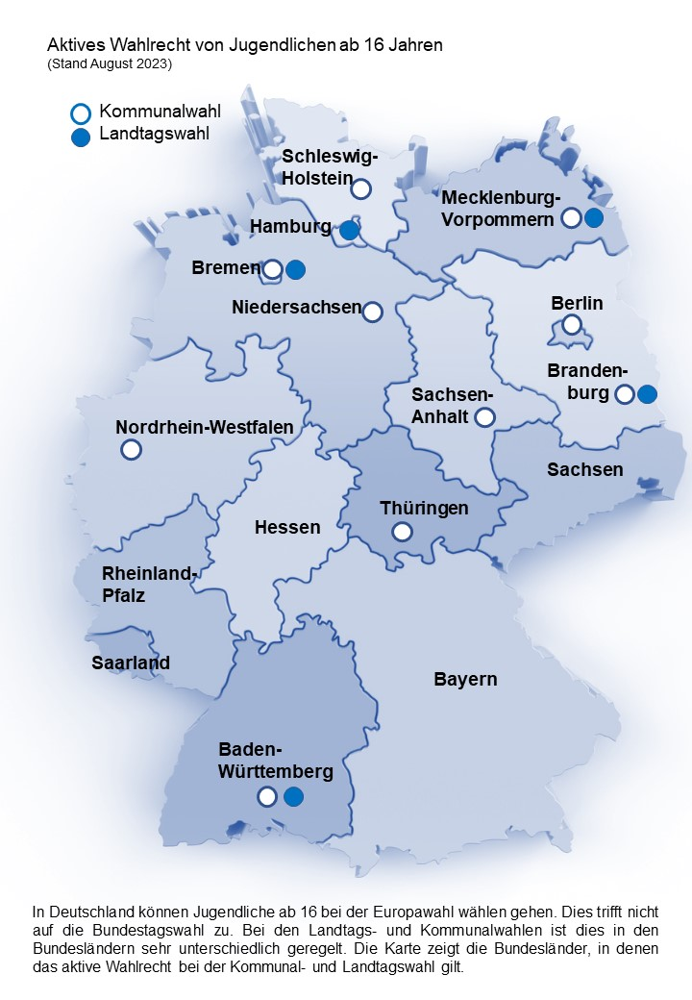 Aktives Wahlrecht von Jugendlichen ab 16 Jahren
(Stand August 2023)
Kommunalwahl
Landtagswahl
Schleswig-
Holstein
Mecklenburg-
Vorpommern
Hamburg
Bremen
Niedersachsen
Berlin
Branden-
burg
Sachsen-
Anhalt
Nordrhein-Westfalen
Sachsen
Thüringen
Hessen
Rheinland-
Pfalz
Saarland
Bayern
Baden-
Württemberg
In Deutschland können Jugendliche ab 16 bei der Europawahl wählen gehen. Dies trifft nicht
auf die Bundestagswahl zu. Bei den Landtags- und Kommunalwahlen ist dies in den
Bundesländern sehr unterschiedlich geregelt. Die Karte zeigt die Bundesländer, in denen
das aktive Wahlrecht bei der Kommunal- und Landtagswahl gilt.